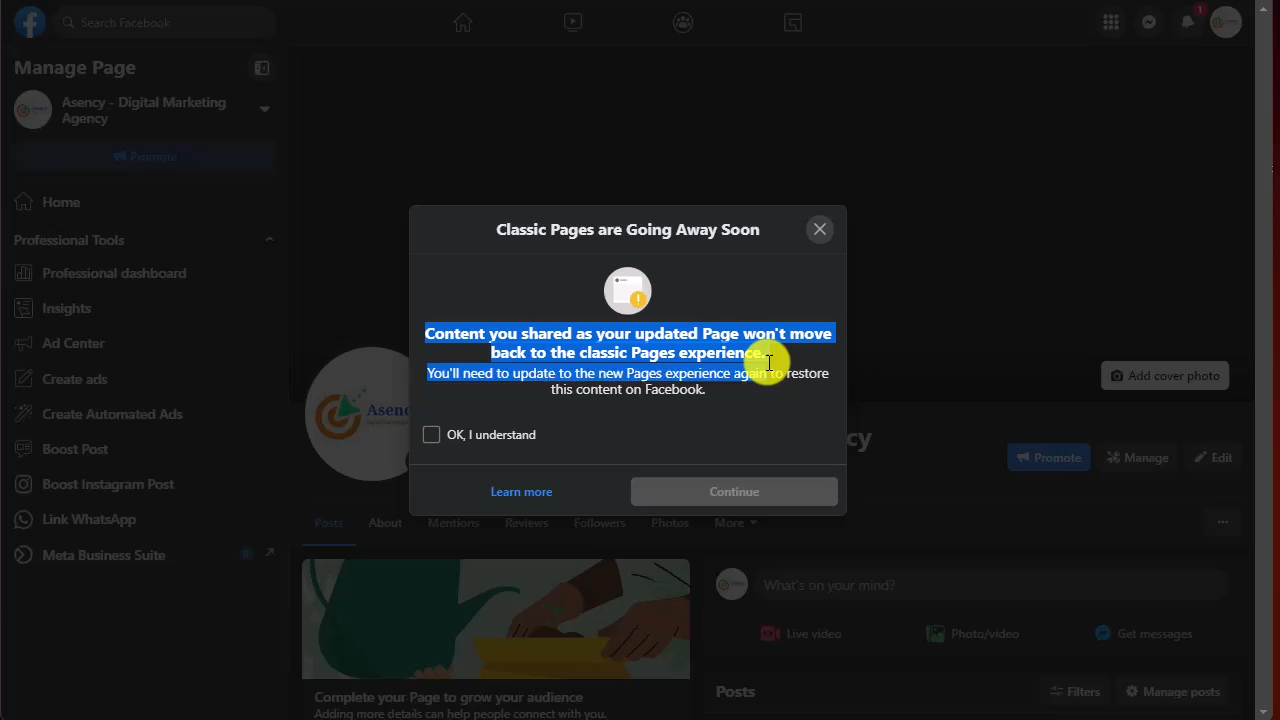 Search Facebook
1
Manage Page
Asency - Digital Marketing
Agency
Promote
Home
Professional Tools
Professional dashboard
Insights
Ad Center
Create ads
Create Automated Ads
Boost Post
Boost Instagram Post
Link WhatsApp
Meta Business Suite
0
Classic Pages are Going Away Soon
Content you shared as your updated Page won't move
back to the classic Pages experience.
You'll need to update to the new Pages experience again to restore
this content on Facebook.
OK, I understand
Learn more
Continue
Add cover photo
Promote
Manage
Edit
Posts
About
Mentions
Reviews
Followers
Photos
More
What's on your mind?
Live video
Photo/video
Get messages
Complete your Page to grow your audience
Adding more details can help people connect with you.
Posts
Filters
Manage posts